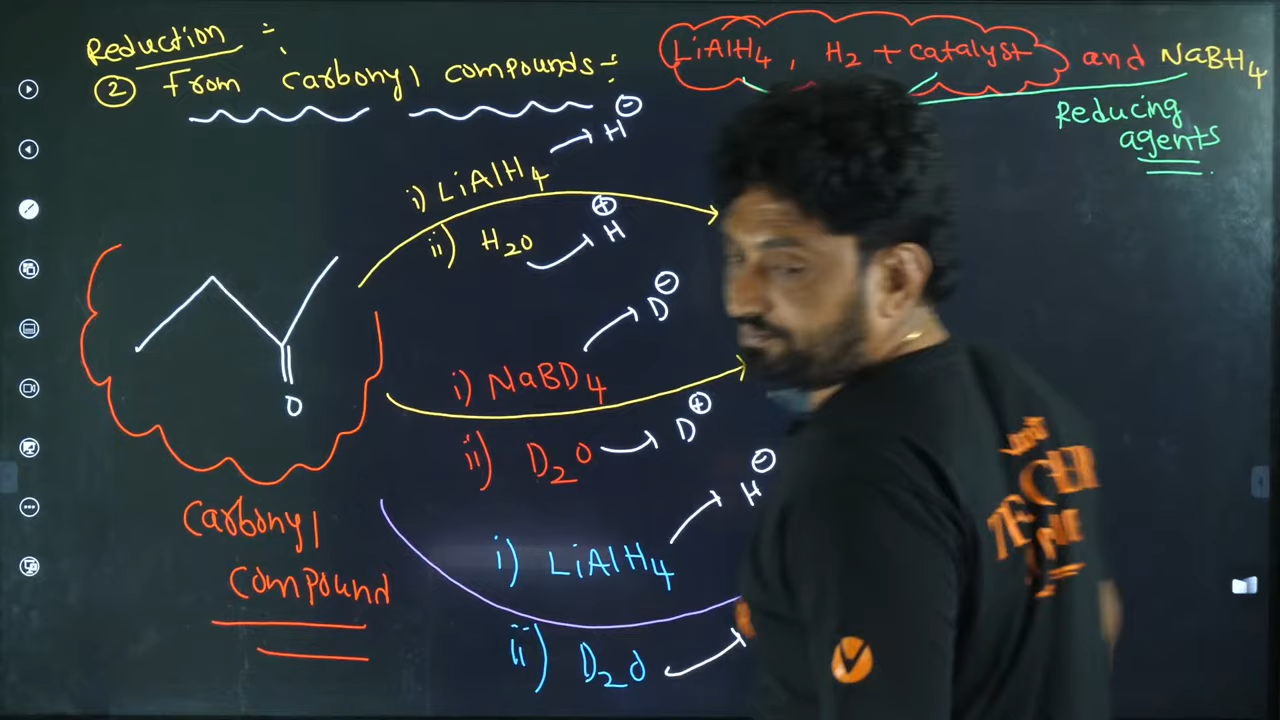 Reduction :-
② From carbonyl compounds :-
LiAlH4, H2 + catalyst and NaBH4
Reducing
agents
i) LiAlH4 → H⊖
ii) H2O → H⊕
O
i) NaBD4 → D⊖
ii) D2O → D⊕
Carbonyl
compound
i) LiAlH4 → H⊖
ii) D2O →